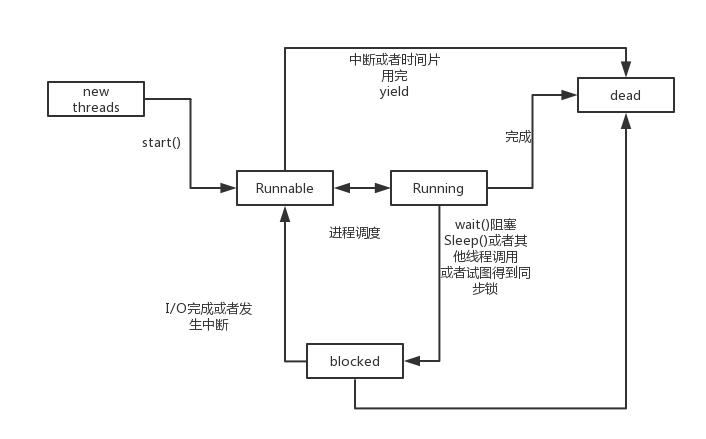 中断或者时间片
用完
yield
new
threads
dead
start()
完成
Runnable
Running
进程调度
wait()阻塞
Sleep()或者其
他线程调用
或者试图得到同
步锁
I/O完成或者发
生中断
blocked